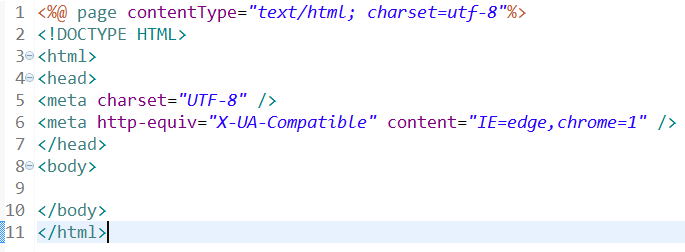 1 <%@ page contentType="text/html; charset=utf-8"%>
2 <!DOCTYPE HTML>
3 <html>
4 <head>
5 <meta charset="UTF-8" />
6 <meta http-equiv="X-UA-Compatible" content="IE=edge,chrome=1" />
7 </head>
8 <body>
9
10 </body>
11 </html>